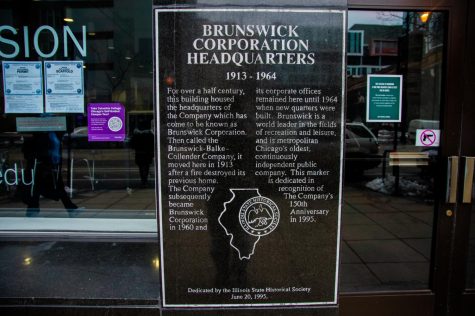 BRUNSWICK
CORPORATION
HEADQUARTERS
1913 - 1964
For over a half century,
this building housed
the headquarters of
the Company which has
come to be known as
Brunswick Corporation.
Then called the
Brunswick-Balke-
Collender Company, it
moved here in 1913
after a fire destroyed its
previous home.
The Company
subsequently
became
Brunswick
Corporation
in 1960 and
its corporate offices
remained here until 1964
when new quarters were
built. Brunswick is a
world leader in the fields
of recreation and leisure,
and is metropolitan
Chicago's oldest,
continuously
independent public
company. This marker
is dedicated in
recognition of
The Company's
150th
Anniversary
in 1995.
Dedicated by the Illinois State Historical Society
June 20, 1995.
SION
edu